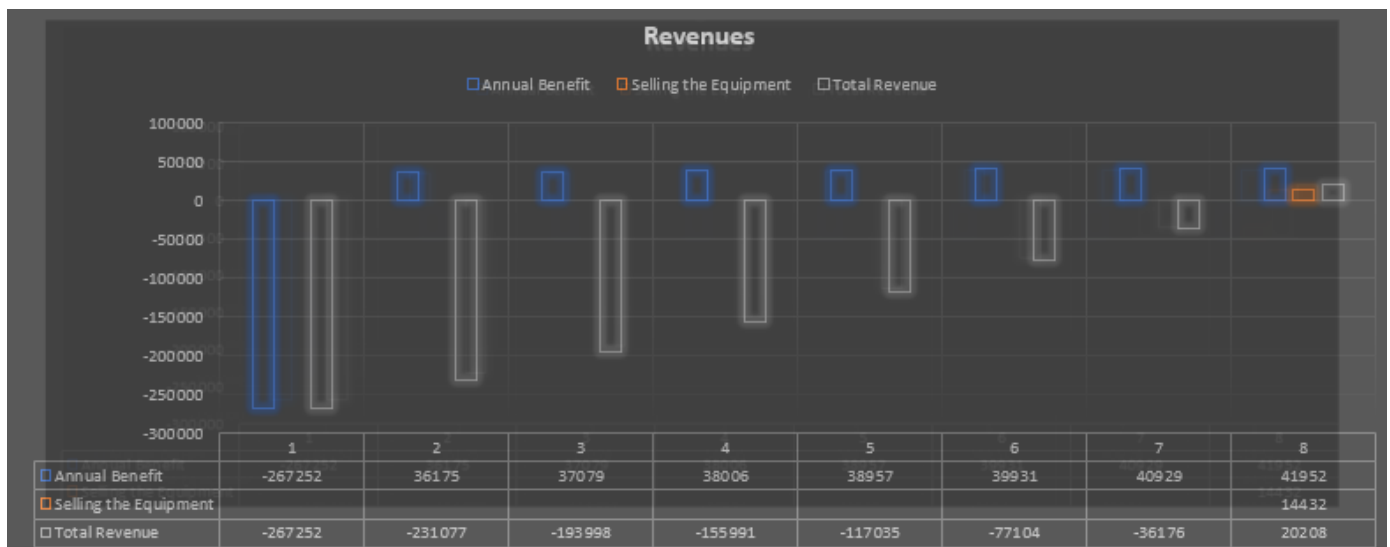 Revenues
Annual Benefit Selling the Equipment Total Revenue
100000
50000
0
-50000
-100000
-150000
-200000
-250000
-300000
1 2 3 4 5 6 7 8
Annual Benefit -267252 36175 37079 38006 38957 39931 40929 41952
Selling the Equipment 14432
Total Revenue -267252 -231077 -193998 -155991 -117035 -77104 -36176 20208